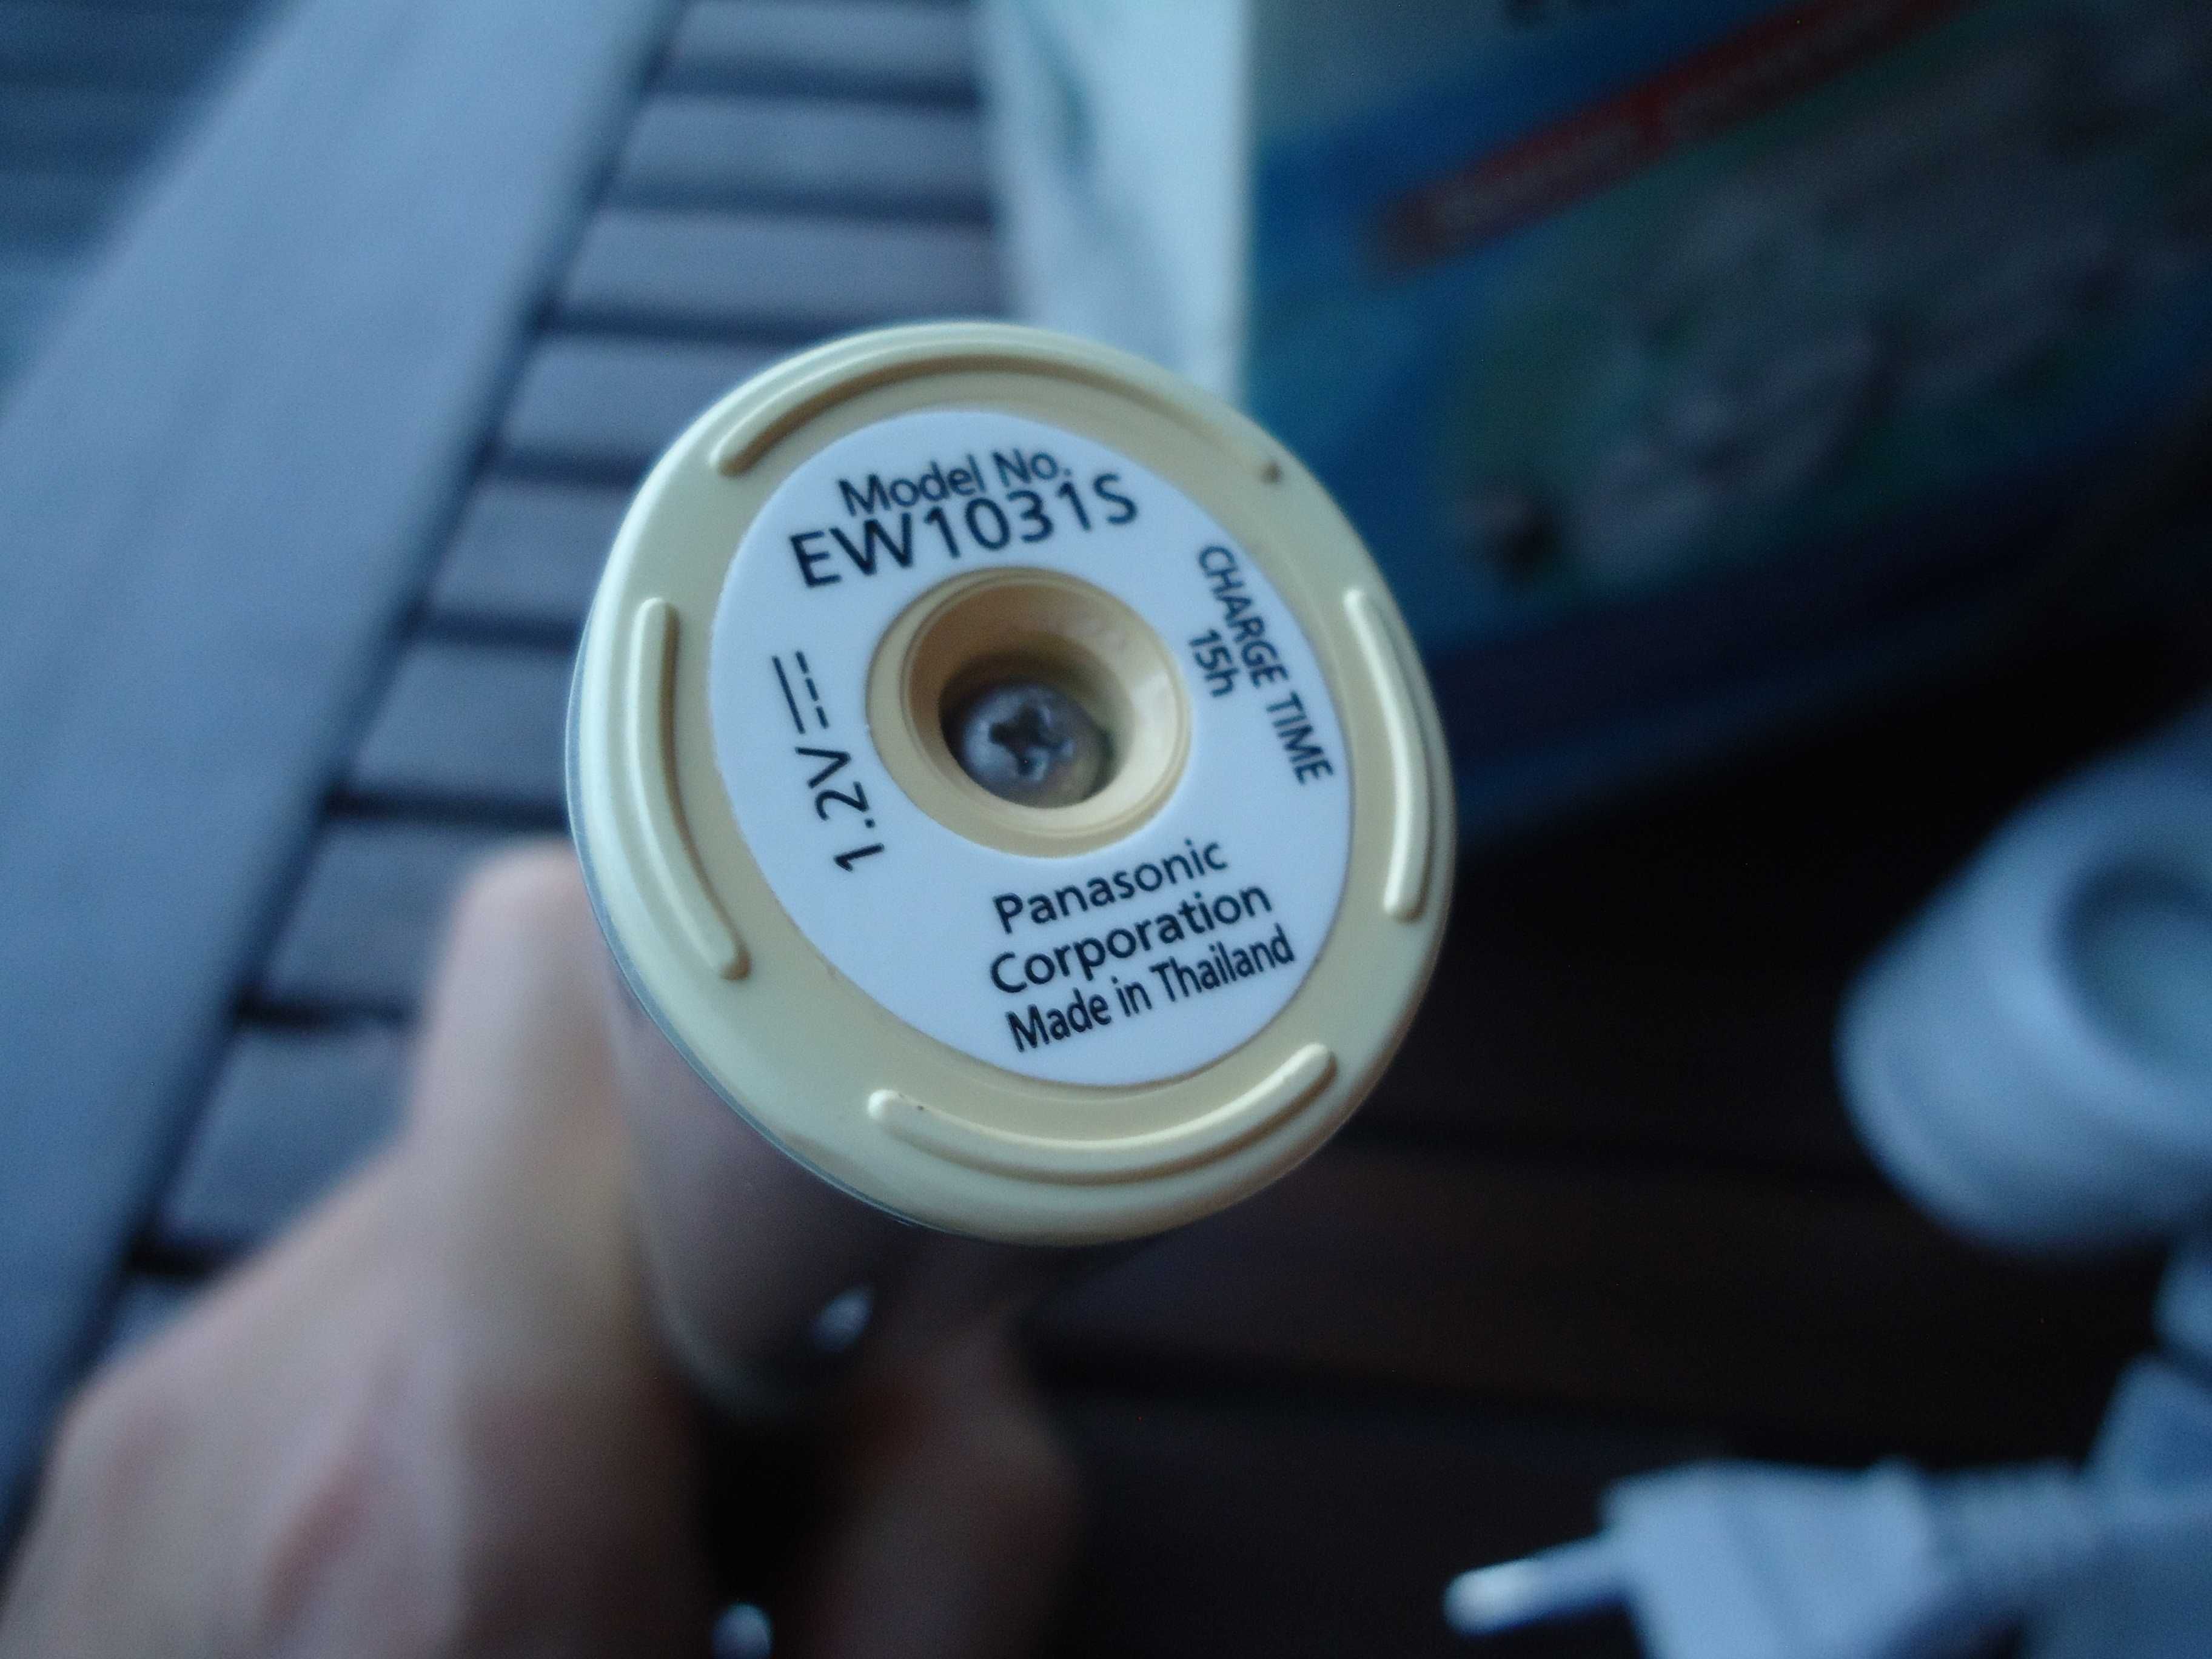 Model No.
EW1031S
CHARGE TIME
15h
1.2V⎓
Panasonic
Corporation
Made in Thailand